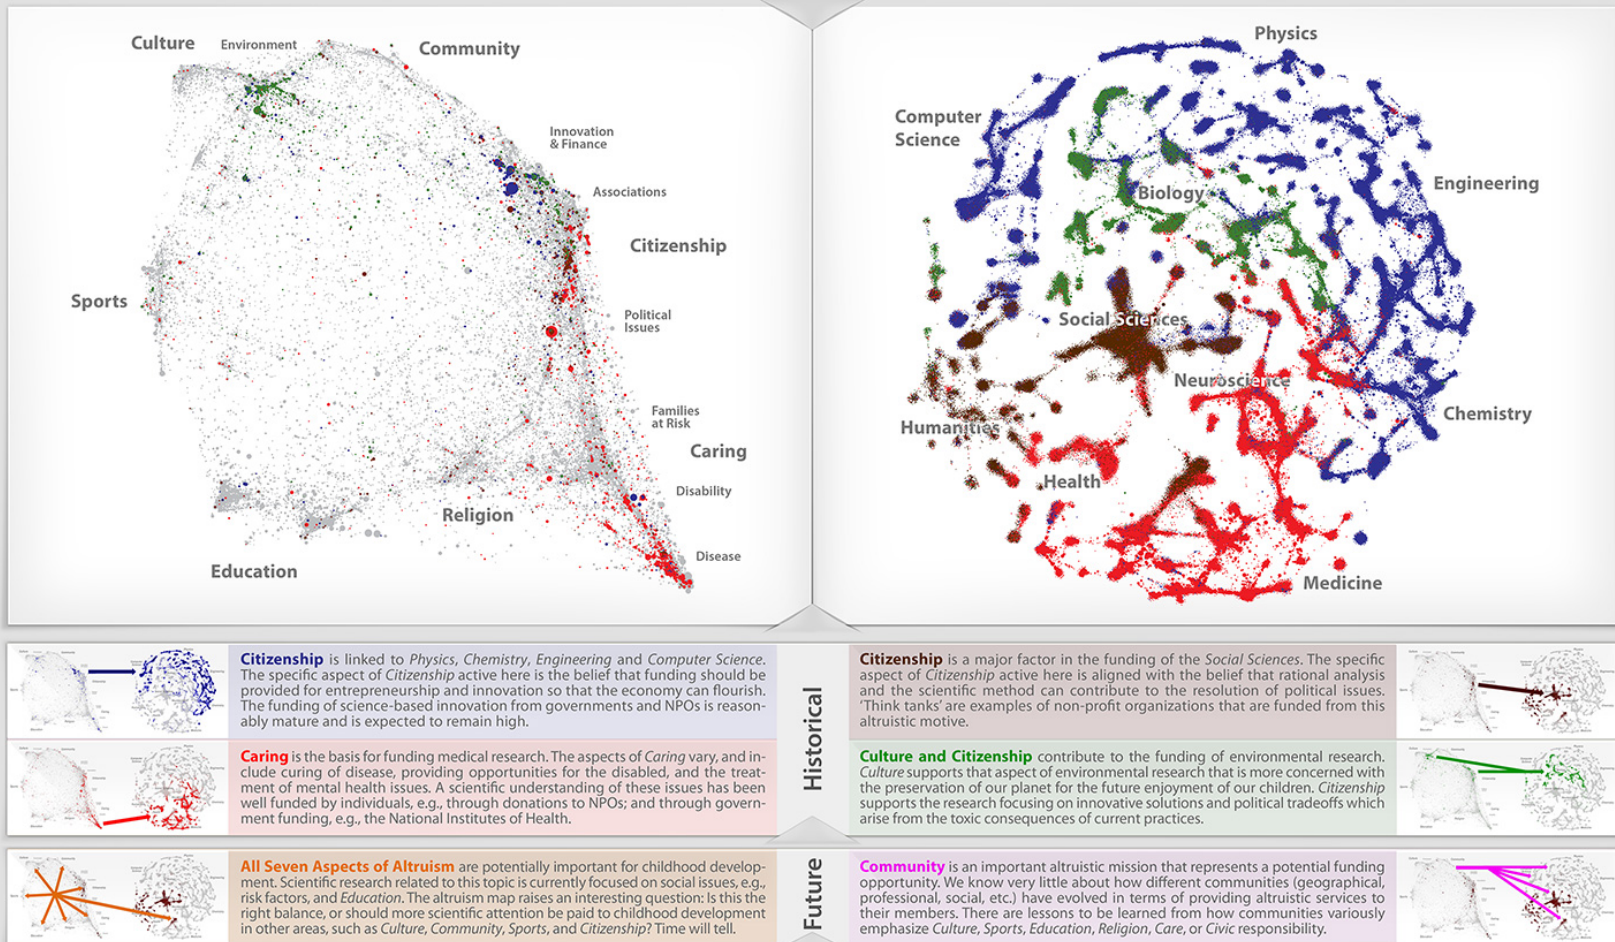 Culture
Environment
Community
Innovation
& Finance
Associations
Citizenship
Sports
Political
Issues
Families
at Risk
Caring
Disability
Religion
Disease
Education
Physics
Computer
Science
Engineering
Biology
Social Sciences
Neuroscience
Chemistry
Humanities
Health
Medicine
Citizenship is linked to Physics, Chemistry, Engineering and Computer Science.
The specific aspect of Citizenship active here is the belief that funding should be
provided for entrepreneurship and innovation so that the economy can flourish.
The funding of science-based innovation from governments and NPOs is reason-
ably mature and is expected to remain high.
Caring is the basis for funding medical research. The aspects of Caring vary, and in-
clude curing of disease, providing opportunities for the disabled, and the treat-
ment of mental health issues. A scientific understanding of these issues has been
well funded by individuals, e.g., through donations to NPOs; and through govern-
ment funding, e.g., the National Institutes of Health.
Historical
Citizenship is a major factor in the funding of the Social Sciences. The specific
aspect of Citizenship active here is aligned with the belief that rational analysis
and the scientific method can contribute to the resolution of political issues.
‘Think tanks’ are examples of non-profit organizations that are funded from this
altruistic motive.
Culture and Citizenship contribute to the funding of environmental research.
Culture supports that aspect of environmental research that is more concerned with
the preservation of our planet for the future enjoyment of our children. Citizenship
supports the research focusing on innovative solutions and political tradeoffs which
arise from the toxic consequences of current practices.
All Seven Aspects of Altruism are potentially important for childhood develop-
ment. Scientific research related to this topic is currently focused on social issues, e.g.,
risk factors, and Education. The altruism map raises an interesting question: Is this the
right balance, or should more scientific attention be paid to childhood development
in other areas, such as Culture, Community, Sports, and Citizenship? Time will tell.
Future
Community is an important altruistic mission that represents a potential funding
opportunity. We know very little about how different communities (geographical,
professional, social, etc.) have evolved in terms of providing altruistic services to
their members. There are lessons to be learned from how communities variously
emphasize Culture, Sports, Education, Religion, Care, or Civic responsibility.